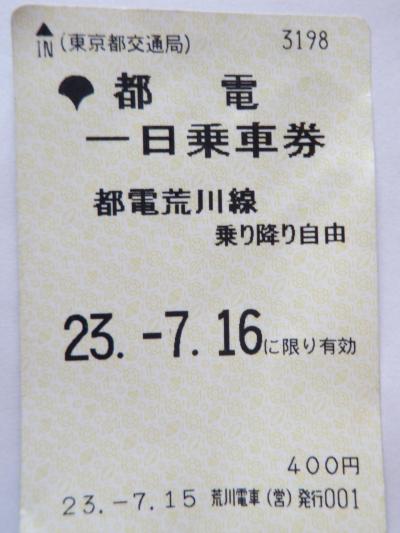 IN (東京都交通局) 3198
都電
一日乗車券
都電荒川線
乗り降り自由
23.-7.16に限り有効
400円
23.-7.15 荒川電車(営)発行001